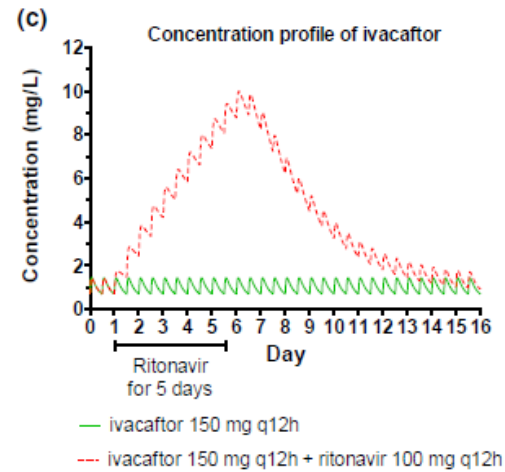 (c)
Concentration profile of ivacaftor
Concentration (mg/L)
12
10
8
6
4
2
0
0 1 2 3 4 5 6 7 8 9 10 11 12 13 14 15 16
Day
Ritonavir
for 5 days
ivacaftor 150 mg q12h
ivacaftor 150 mg q12h + ritonavir 100 mg q12h